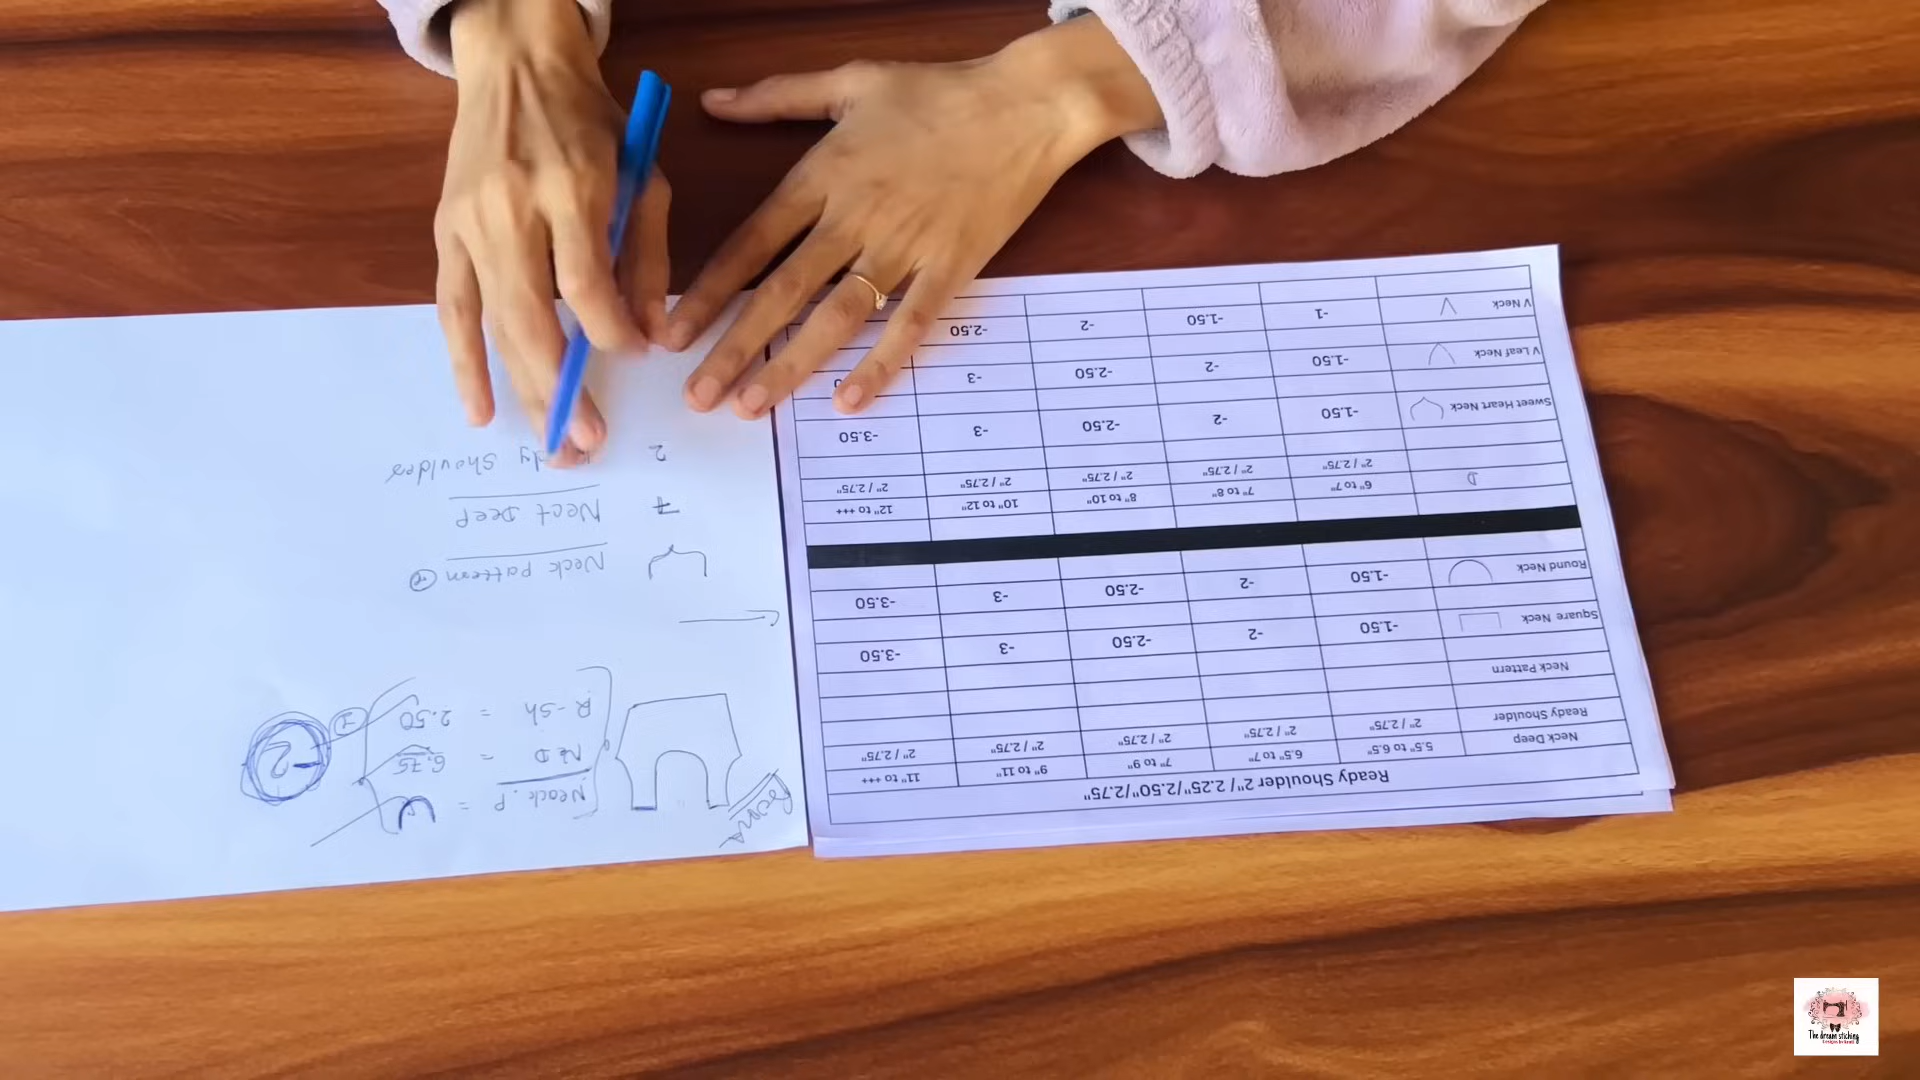 Ready Shoulder 2"/ 2.25"/2.50"/2.75"
Neck Deep 5.5" to 6.5" 6.5" to 7" 7" to 9" 9" to 11" 11" to +++
Ready Shoulder 2" / 2.75" 2" / 2.75" 2" / 2.75" 2" / 2.75" 2" / 2.75"
Neck Pattern
Square Neck -1.50 -2 -2.50 -3 -3.50
Round Neck -1.50 -2 -2.50 -3 -3.50
D 6" to 7" 7" to 8" 8" to 10" 10" to 12" 12" to +++
2" / 2.75" 2" / 2.75" 2" / 2.75" 2" / 2.75" 2" / 2.75"
Sweet Heart Neck -1.50 -2 -2.50 -3 -3.50
V Leaf Neck -1.50 -2 -2.50 -3
V Neck -1 -1.50 -2 -2.50
Neack. P =
N.D = 6.75
R-Sh = 2.50
-2
Neck Pattern
Nect Deep 7
Shoulder 2
The dream stiching